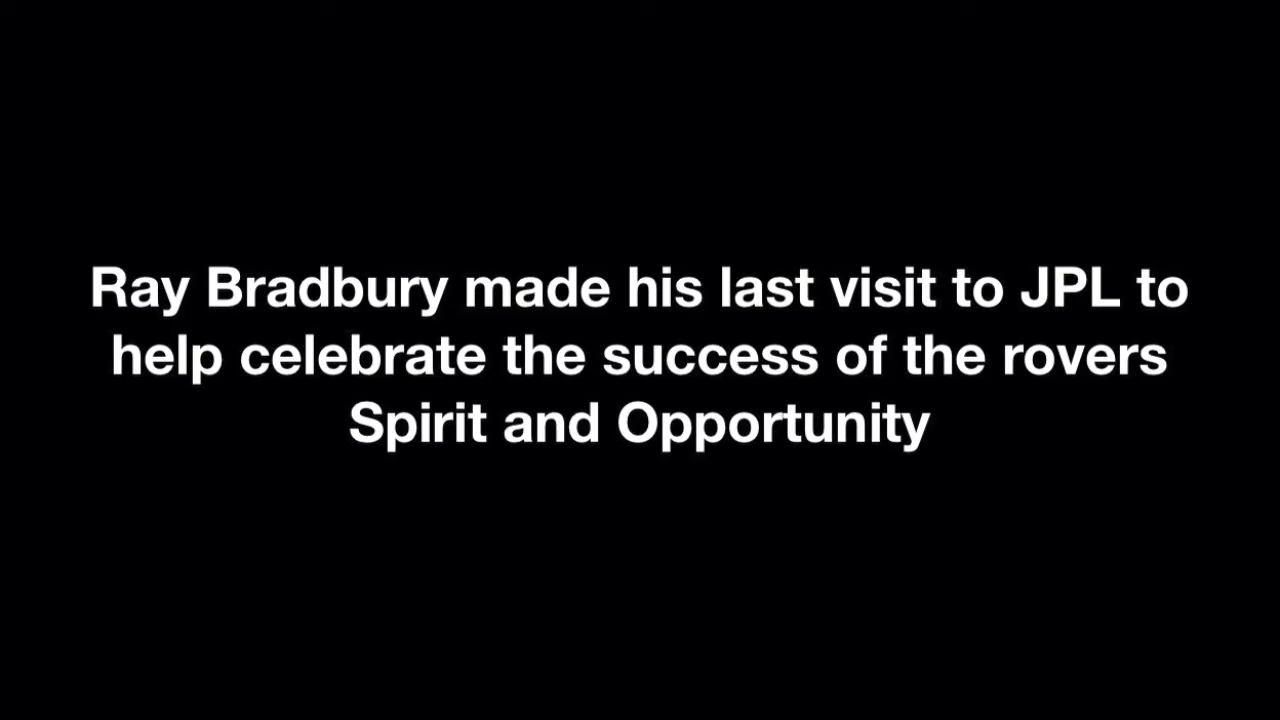 Ray Bradbury made his last visit to JPL to
help celebrate the success of the rovers
Spirit and Opportunity